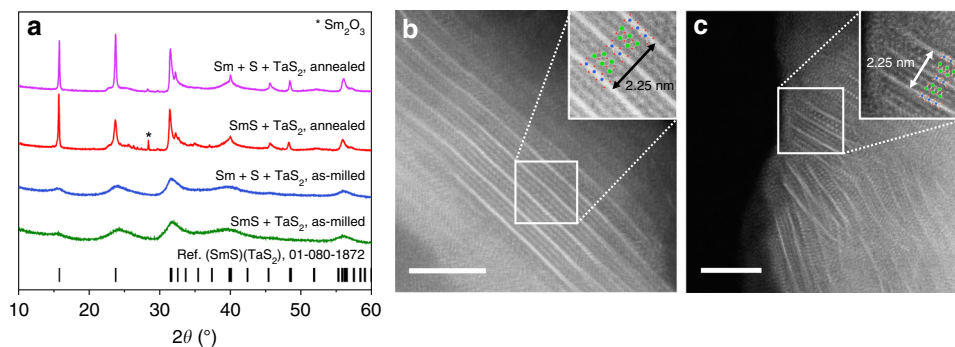 a
* Sm₂O₃
Sm + S + TaS₂, annealed
*
SmS + TaS₂, annealed
Sm + S + TaS₂, as-milled
SmS + TaS₂, as-milled
Ref. (SmS)(TaS₂), 01-080-1872
10 20 30 40 50 60
2θ (°)
b
2.25 nm
c
2.25 nm